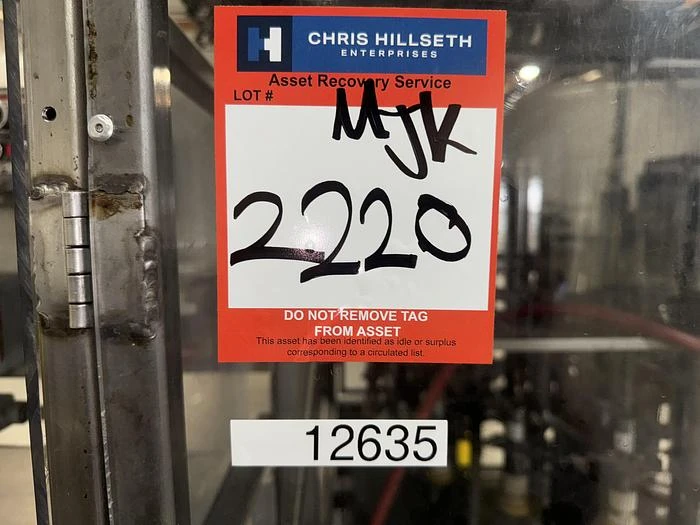 CHRIS HILLSETH
ENTERPRISES
Asset Recovery Service
LOT #
MJK
2220
DO NOT REMOVE TAG
FROM ASSET
This asset has been identified as idle or surplus
corresponding to a circulated list.
12635